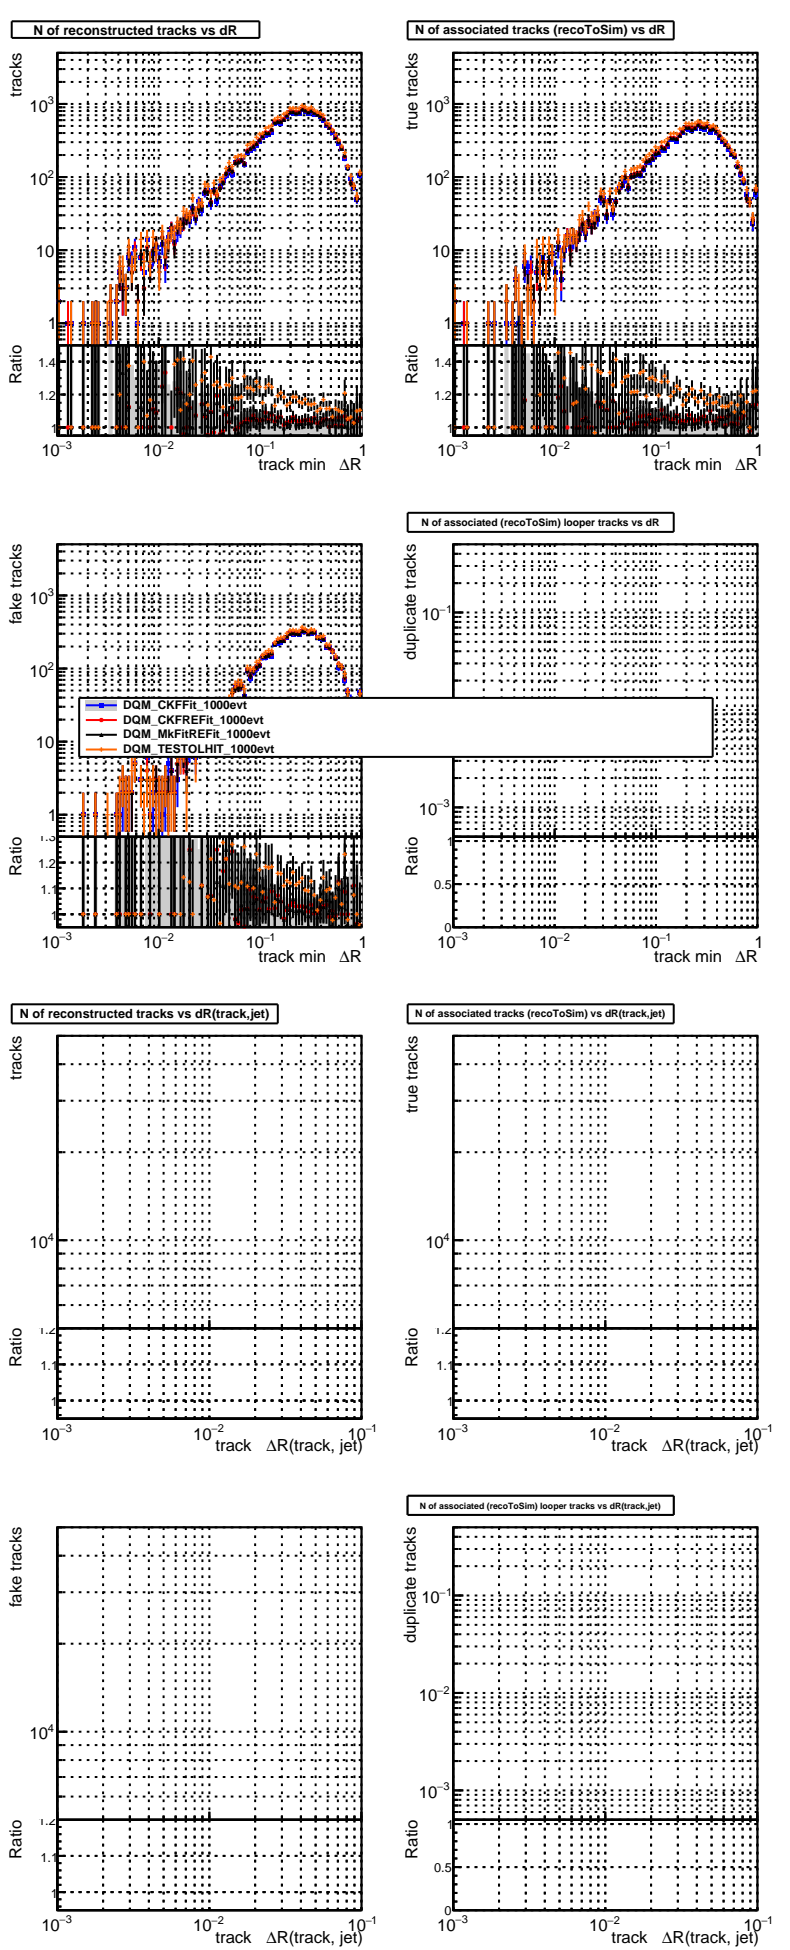 N of reconstructed tracks vs dR
N of associated tracks (recoToSim) vs dR
tracks
10³
10²
10
1
Ratio
1.4
1.2
1
10⁻³ 10⁻² 10⁻¹ 1
track min ΔR
true tracks
10³
10²
10
1
Ratio
1.4
1.2
1
10⁻³ 10⁻² 10⁻¹ 1
track min ΔR
N of associated (recoToSim) looper tracks vs dR
fake tracks
10³
10²
10
1
Ratio
1.3
1.2
1.1
1
10⁻³ 10⁻² 10⁻¹ 1
track min ΔR
duplicate tracks
10⁻¹
10⁻³
Ratio
1
0.5
0
10⁻³ 10⁻² 10⁻¹ 1
track min ΔR
DQM_CKFFit_1000evt
DQM_CKFREFit_1000evt
DQM_MkFitREFit_1000evt
DQM_TESTOLHIT_1000evt
N of reconstructed tracks vs dR(track,jet)
N of associated tracks (recoToSim) vs dR(track,jet)
tracks
10⁴
Ratio
1.2
1.1
1
10⁻³ 10⁻² 10⁻¹
track ΔR(track, jet)
true tracks
10⁴
Ratio
1.2
1.1
1
10⁻³ 10⁻² 10⁻¹
track ΔR(track, jet)
N of associated (recoToSim) looper tracks vs dR(track,jet)
fake tracks
10⁴
Ratio
1.2
1.1
1
10⁻³ 10⁻² 10⁻¹
track ΔR(track, jet)
duplicate tracks
10⁻¹
10⁻²
10⁻³
Ratio
1
0.5
0
10⁻³ 10⁻² 10⁻¹
track ΔR(track, jet)